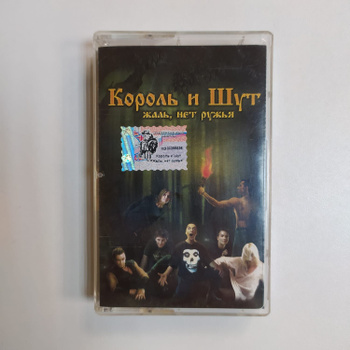 Король и Шут
жаль, нет ружья